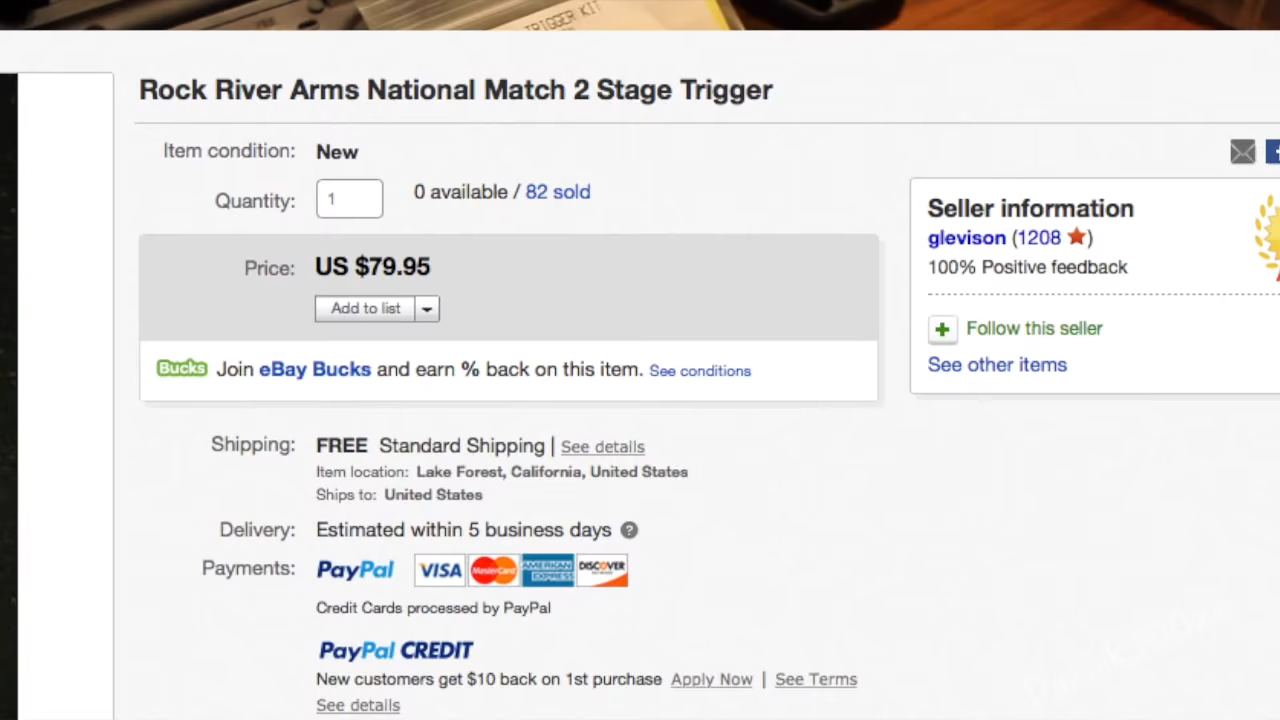 TRIGGER KIT
Rock River Arms National Match 2 Stage Trigger
Item condition: New
Quantity: 1 0 available / 82 sold
Price: US $79.95
Add to list
Bucks Join eBay Bucks and earn % back on this item. See conditions
Seller information
glevison (1208)
100% Positive feedback
Follow this seller
See other items
Shipping: FREE Standard Shipping | See details
Item location: Lake Forest, California, United States
Ships to: United States
Delivery: Estimated within 5 business days ?
Payments: PayPal VISA MasterCard AMERICAN EXPRESS DISCOVER
Credit Cards processed by PayPal
PayPal CREDIT
New customers get $10 back on 1st purchase Apply Now | See Terms
See details